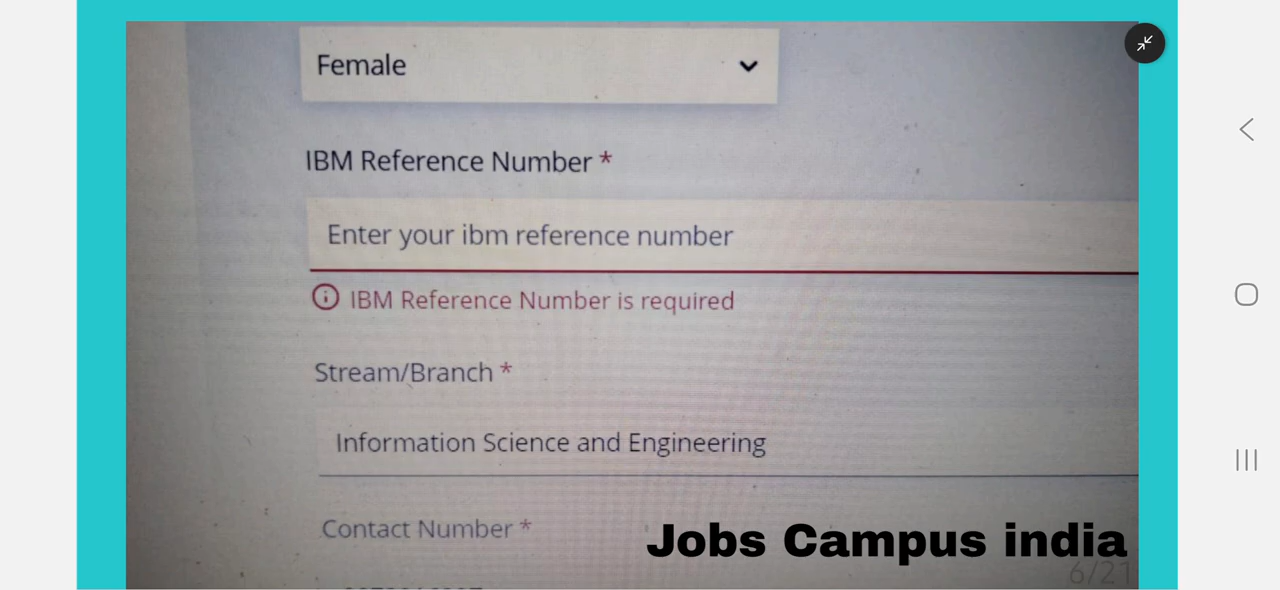 Female
IBM Reference Number *
Enter your ibm reference number
IBM Reference Number is required
Stream/Branch *
Information Science and Engineering
Contact Number *
Jobs Campus india
6/21